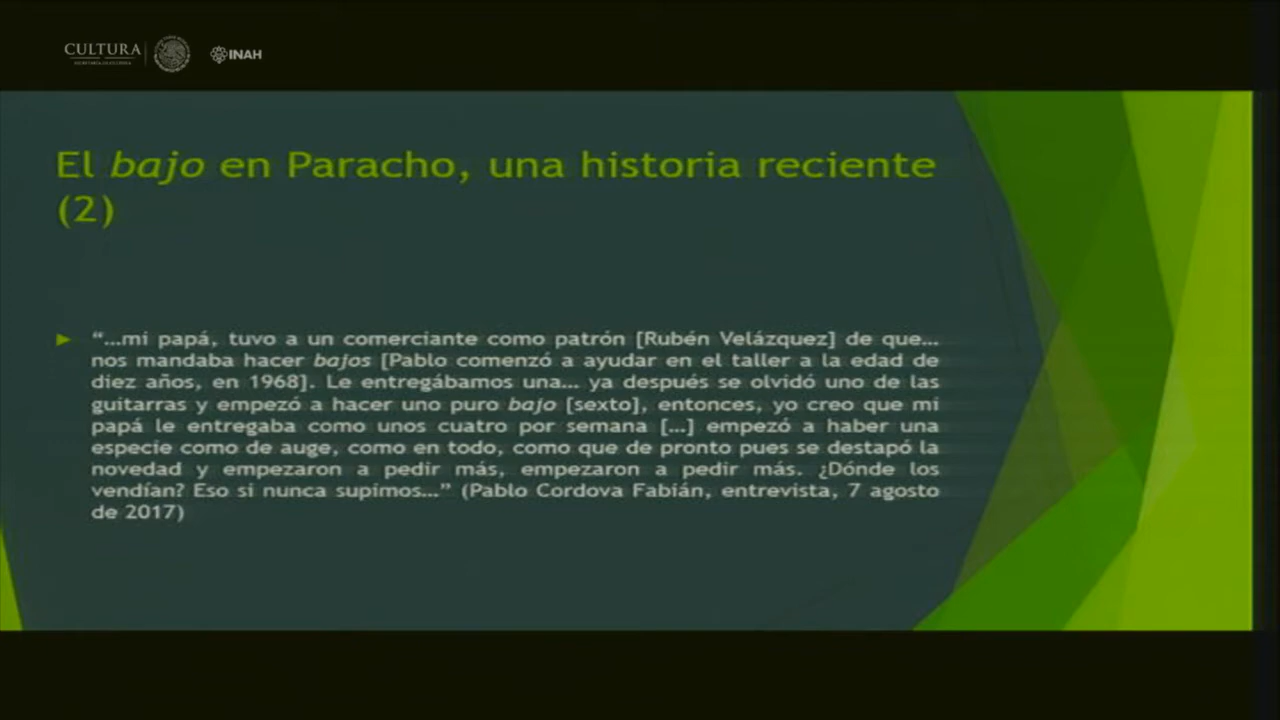 CULTURA
INAH
El bajo en Paracho, una historia reciente
(2)
“...mi papá, tuvo a un comerciante como patrón [Rubén Velázquez] de que...
nos mandaba hacer bajos [Pablo comenzó a ayudar en el taller a la edad de
diez años, en 1968]. Le entregábamos una... ya después se olvidó uno de las
guitarras y empezó a hacer uno puro bajo [sexto], entonces, yo creo que mi
papá le entregaba como unos cuatro por semana [...] empezó a haber una
especie como de auge, como en todo, como que de pronto pues se destapó la
novedad y empezaron a pedir más, empezaron a pedir más. ¿Dónde los
vendían? Eso si nunca supimos...” (Pablo Cordova Fabián, entrevista, 7 agosto
de 2017)